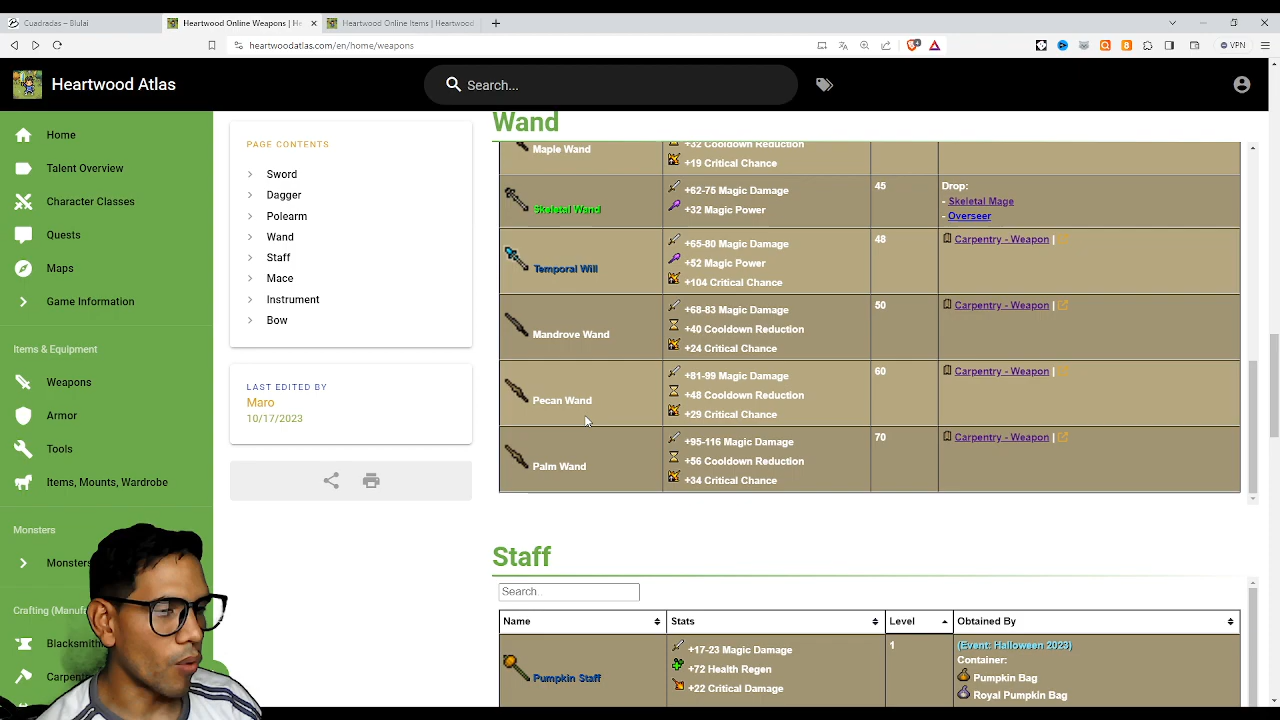 Cuadradas – Blulai
Heartwood Online Weapons | He
Heartwood Online Items | Heartwood
heartwoodatlas.com/en/home/weapons
VPN
Heartwood Atlas
Search...
Home
Talent Overview
Character Classes
Quests
Maps
Game Information
Items & Equipment
Weapons
Armor
Tools
Items, Mounts, Wardrobe
Monsters
Monsters
Crafting (Manuf
Blacksmith
Carpen
PAGE CONTENTS
Sword
Dagger
Polearm
Wand
Staff
Mace
Instrument
Bow
LAST EDITED BY
Maro
10/17/2023
Wand
Maple Wand
+32 Cooldown Reduction
+19 Critical Chance
Skeletal Wand
+62-75 Magic Damage
+32 Magic Power
45
Drop:
- Skeletal Mage
- Overseer
Temporal Will
+65-80 Magic Damage
+52 Magic Power
+104 Critical Chance
48
Carpentry - Weapon |
Mandrove Wand
+68-83 Magic Damage
+40 Cooldown Reduction
+24 Critical Chance
50
Carpentry - Weapon |
Pecan Wand
+81-99 Magic Damage
+48 Cooldown Reduction
+29 Critical Chance
60
Carpentry - Weapon |
Palm Wand
+95-116 Magic Damage
+56 Cooldown Reduction
+34 Critical Chance
70
Carpentry - Weapon |
Staff
Search..
Name
Stats
Level
Obtained By
Pumpkin Staff
+17-23 Magic Damage
+72 Health Regen
+22 Critical Damage
1
(Event: Halloween 2023)
Container:
Pumpkin Bag
Royal Pumpkin Bag